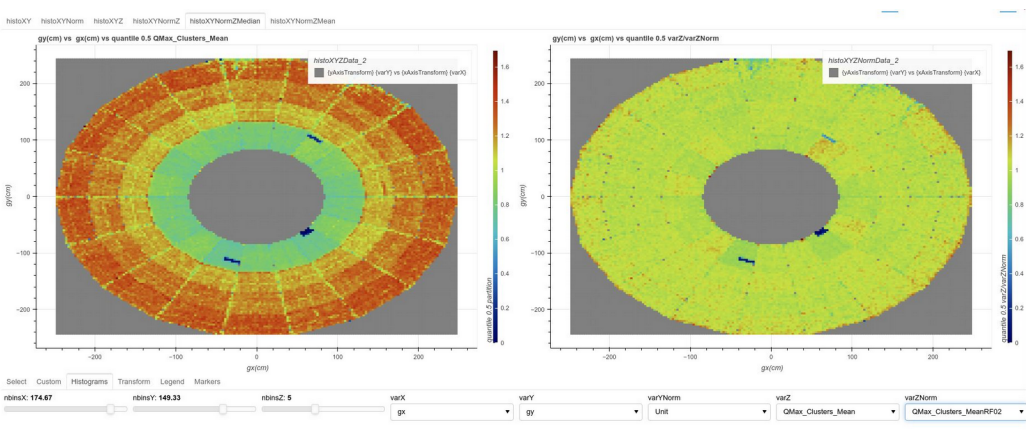 histoXY histoXYNorm histoXYZ histoXYNormZ histoXYNormZMedian histoXYNormZMean
gy(cm) vs gx(cm) vs quantile 0.5 QMax_Clusters_Mean
histoXYZData_2
{yAxisTransform} {varY} vs {xAxisTransform} {varX}
200
100
0
−100
−200
gy(cm)
−200 −100 0 100 200
gx(cm)
1.6
1.4
1.2
1
0.8
0.6
0.4
0.2
0
quantile 0.5 partition
gy(cm) vs gx(cm) vs quantile 0.5 varZ/varZNorm
histoXYZNormData_2
{yAxisTransform} {varY} vs {xAxisTransform} {varX}
200
100
0
−100
−200
gy(cm)
−200 −100 0 100 200
gx(cm)
1.6
1.4
1.2
1
0.8
0.6
0.4
0.2
0
quantile 0.5 varZ/varZNorm
Select Custom Histograms Transform Legend Markers
nbinsX: 174.67 nbinsY: 149.33 nbinsZ: 5 varX varY varYNorm varZ varZNorm
gx gy Unit QMax_Clusters_Mean QMax_Clusters_MeanRF02